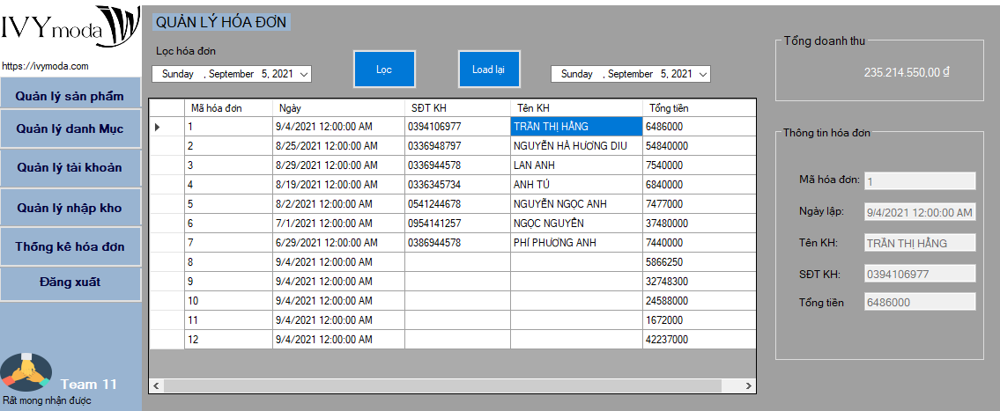 IVY moda
https://ivymoda.com
Quản lý sản phẩm
Quản lý danh Mục
Quản lý tài khoản
Quản lý nhập kho
Thống kê hóa đơn
Đăng xuất
Team 11
Rất mong nhận được
QUẢN LÝ HÓA ĐƠN
Lọc hóa đơn
Sunday , September 5, 2021
Lọc
Load lại
Sunday , September 5, 2021
Mã hóa đơn Ngày SĐT KH Tên KH Tổng tiền
1 9/4/2021 12:00:00 AM 0394106977 TRẦN THỊ HẰNG 6486000
2 8/25/2021 12:00:00 AM 0336948797 NGUYỄN HÀ HƯƠNG DIU 54840000
3 8/29/2021 12:00:00 AM 0336944578 LAN ANH 7540000
4 8/19/2021 12:00:00 AM 0336345734 ANH TÚ 6840000
5 8/2/2021 12:00:00 AM 0541244678 NGUYỄN NGỌC ANH 7477000
6 7/1/2021 12:00:00 AM 0954141257 NGỌC NGUYÊN 37480000
7 6/29/2021 12:00:00 AM 0386944578 PHÍ PHƯƠNG ANH 7440000
8 9/4/2021 12:00:00 AM 5866250
9 9/4/2021 12:00:00 AM 32748300
10 9/4/2021 12:00:00 AM 24588000
11 9/4/2021 12:00:00 AM 1672000
12 9/4/2021 12:00:00 AM 42237000
Tổng doanh thu
235.214.550,00 ₫
Thông tin hóa đơn
Mã hóa đơn: 1
Ngày lập: 9/4/2021 12:00:00 AM
Tên KH: TRẦN THỊ HẰNG
SĐT KH: 0394106977
Tổng tiền 6486000